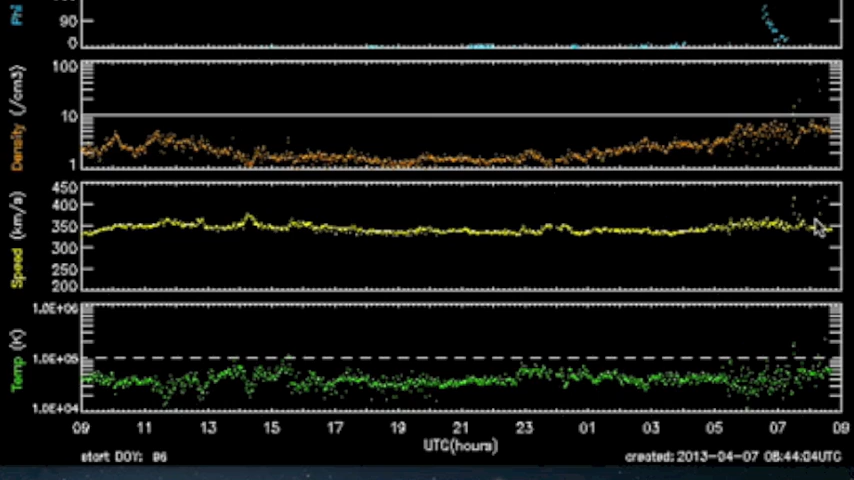 Phi
90
0
Density (/cm3)
100
10
1
Speed (km/s)
450
400
350
300
250
200
Temp (K)
1.0E+06
1.0E+05
1.0E+04
09 11 13 15 17 19 21 23 01 03 05 07 09
UTC(hours)
start DOY: 96
created: 2013-04-07 08:44:04UTC